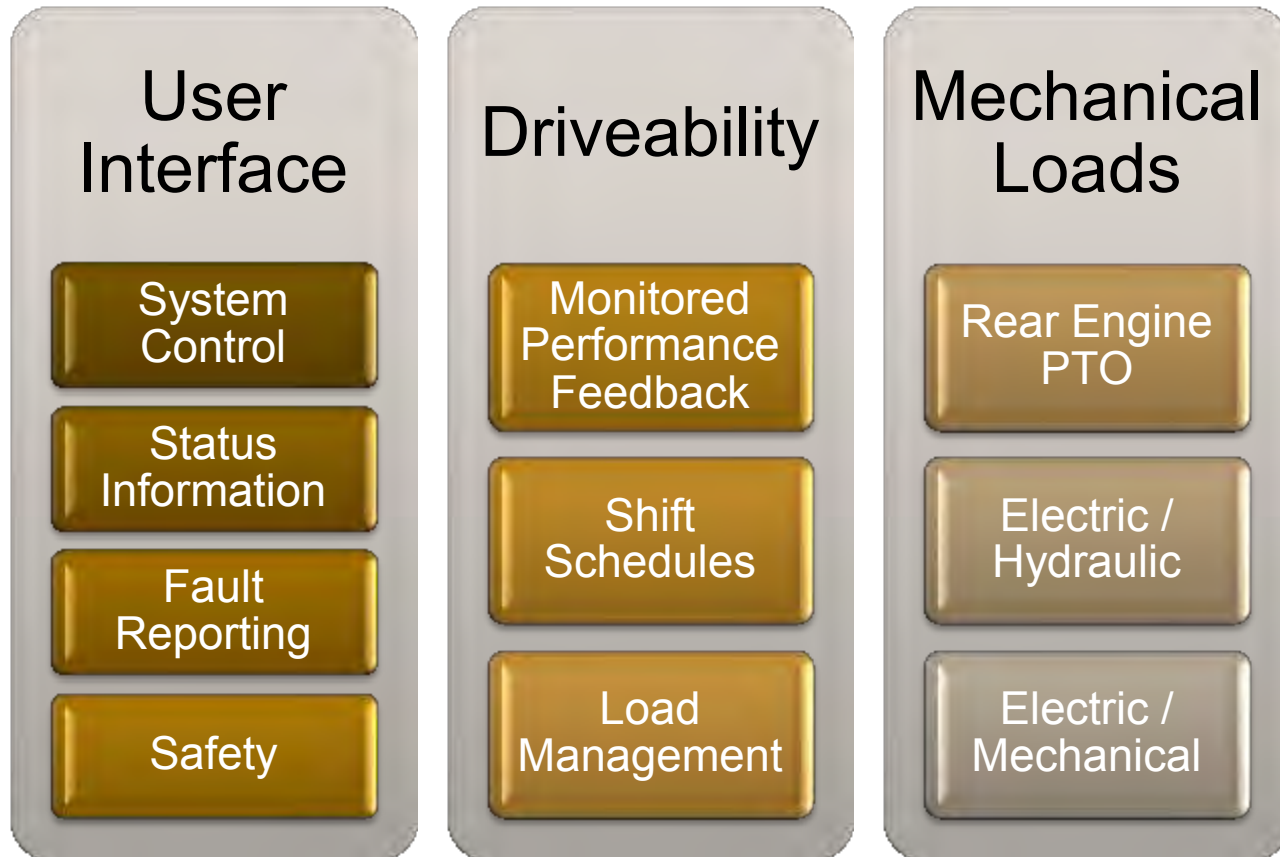 User
Interface
System
Control
Status
Information
Fault
Reporting
Safety
Driveability
Monitored
Performance
Feedback
Shift
Schedules
Load
Management
Mechanical
Loads
Rear Engine
PTO
Electric /
Hydraulic
Electric /
Mechanical